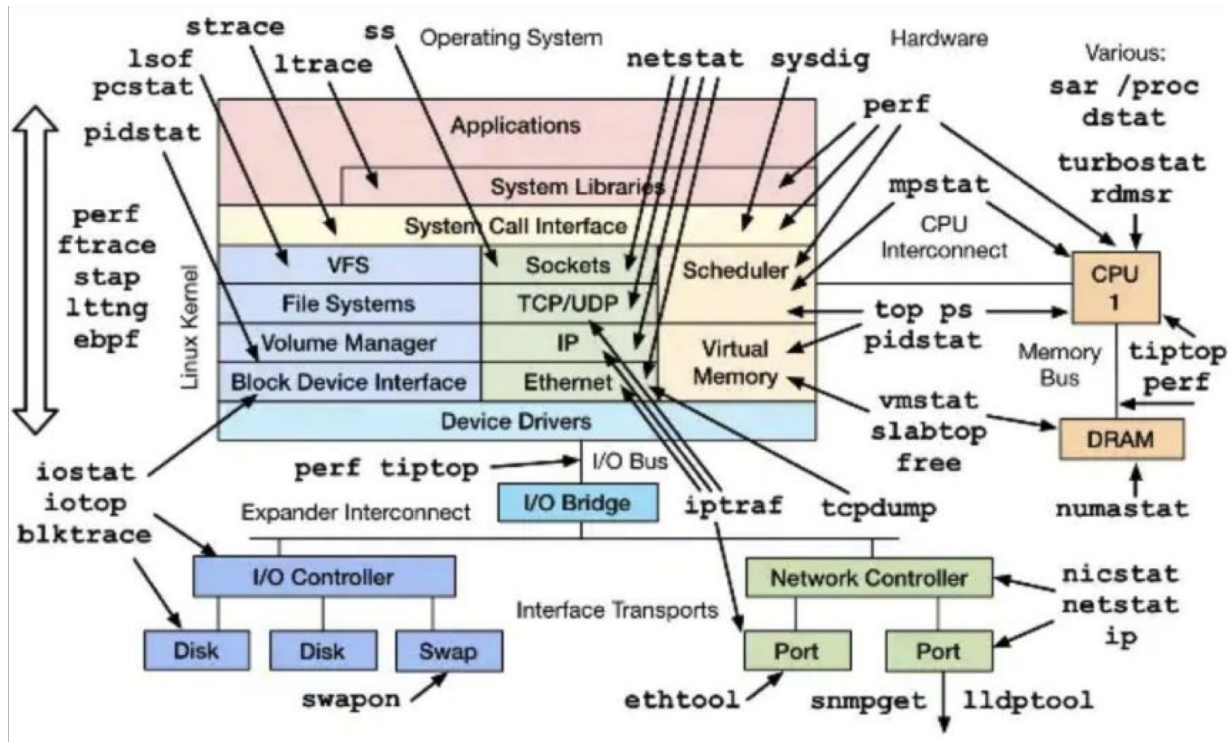 strace
ss
Operating System
Hardware
Various:
lsof
pcstat
ltrace
netstat
sysdig
sar /proc
dstat
perf
pidstat
Applications
turbostat
rdmsr
System Libraries
mpstat
perf
ftrace
stap
lttng
ebpf
System Call Interface
CPU
Interconnect
Linux Kernel
VFS
Sockets
Scheduler
CPU
1
File Systems
TCP/UDP
top ps
pidstat
Volume Manager
IP
Virtual
Memory
Memory
Bus
tiptop
perf
Block Device Interface
Ethernet
vmstat
slabtop
free
Device Drivers
DRAM
iostat
iotop
blktrace
perf tiptop
I/O Bus
I/O Bridge
iptraf
tcpdump
numastat
Expander Interconnect
I/O Controller
Network Controller
nicstat
netstat
ip
Interface Transports
Disk
Disk
Swap
Port
Port
swapon
ethtool
snmpget
lldptool